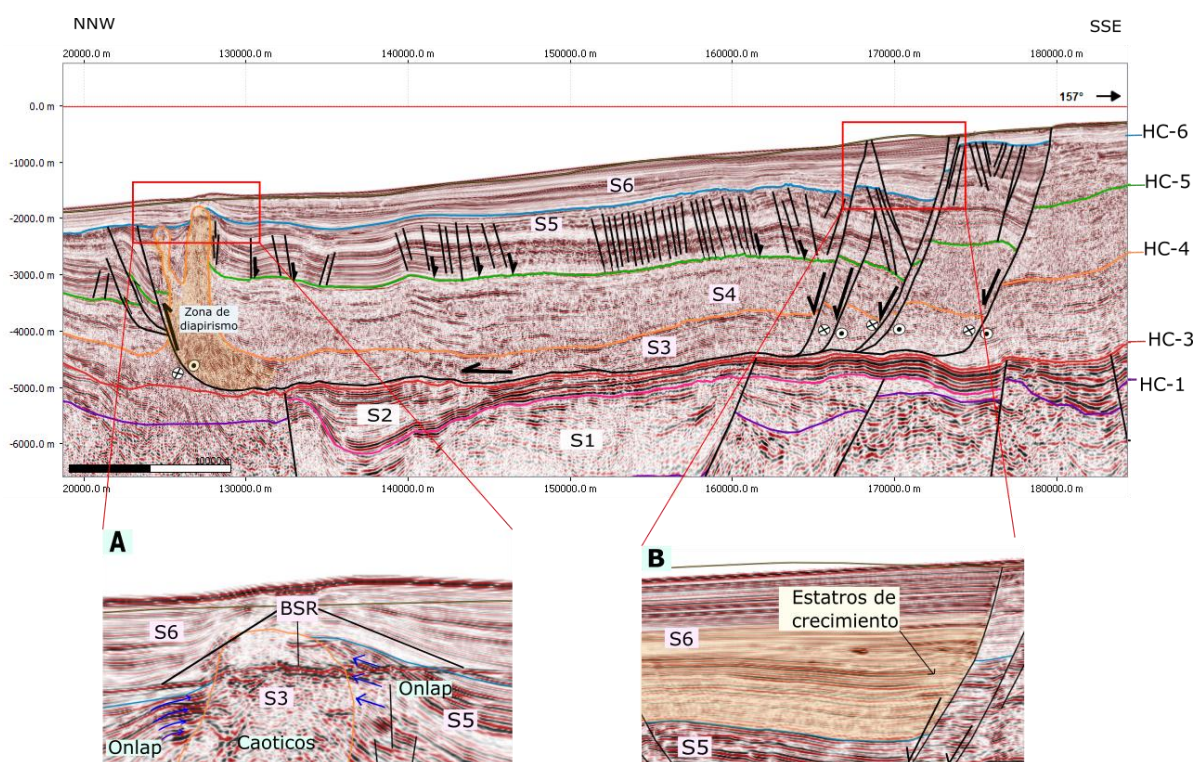 NNW
SSE
20000.0 m
130000.0 m
140000.0 m
150000.0 m
160000.0 m
170000.0 m
180000.0 m
157°
0.0 m
-1000.0 m
-2000.0 m
-3000.0 m
-4000.0 m
-5000.0 m
-6000.0 m
HC-6
HC-5
HC-4
HC-3
HC-1
S6
S5
S4
S3
S2
S1
Zona de
diapirismo
10000.0m
20000.0 m
130000.0 m
140000.0 m
150000.0 m
160000.0 m
170000.0 m
180000.0 m
A
BSR
S6
S3
Onlap
S5
Onlap
Caoticos
B
Estatros de
crecimiento
S6
S5